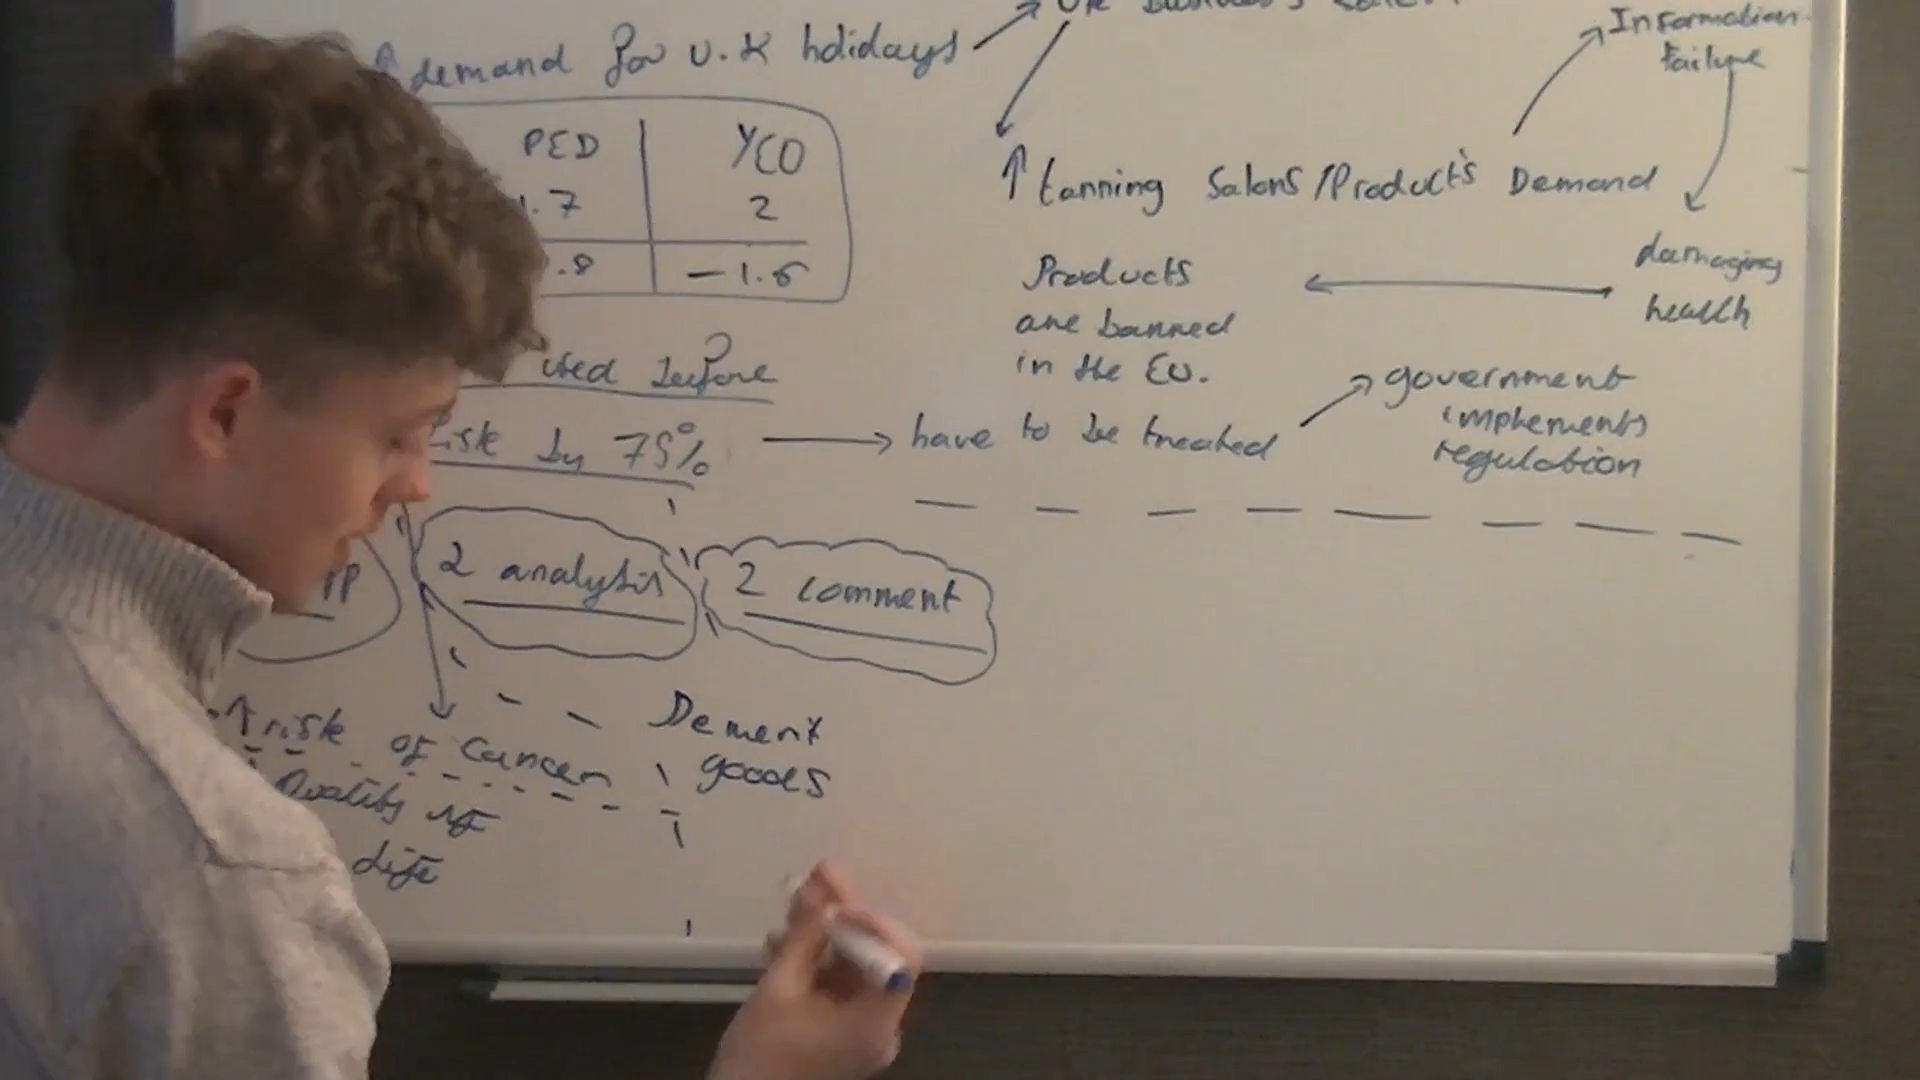 demand for U.K holidays
Information
failure
PED
YED
.7
2
↑ tanning Salons/Products Demand
.8
-1.5
damaging
health
Products
are banned
in the EU.
used before
government
implements
regulation
risk by 75%
have to be treated
2 analysis
2 comment
↑ risk of Cancer
Quality of
Life
Demerit
goods